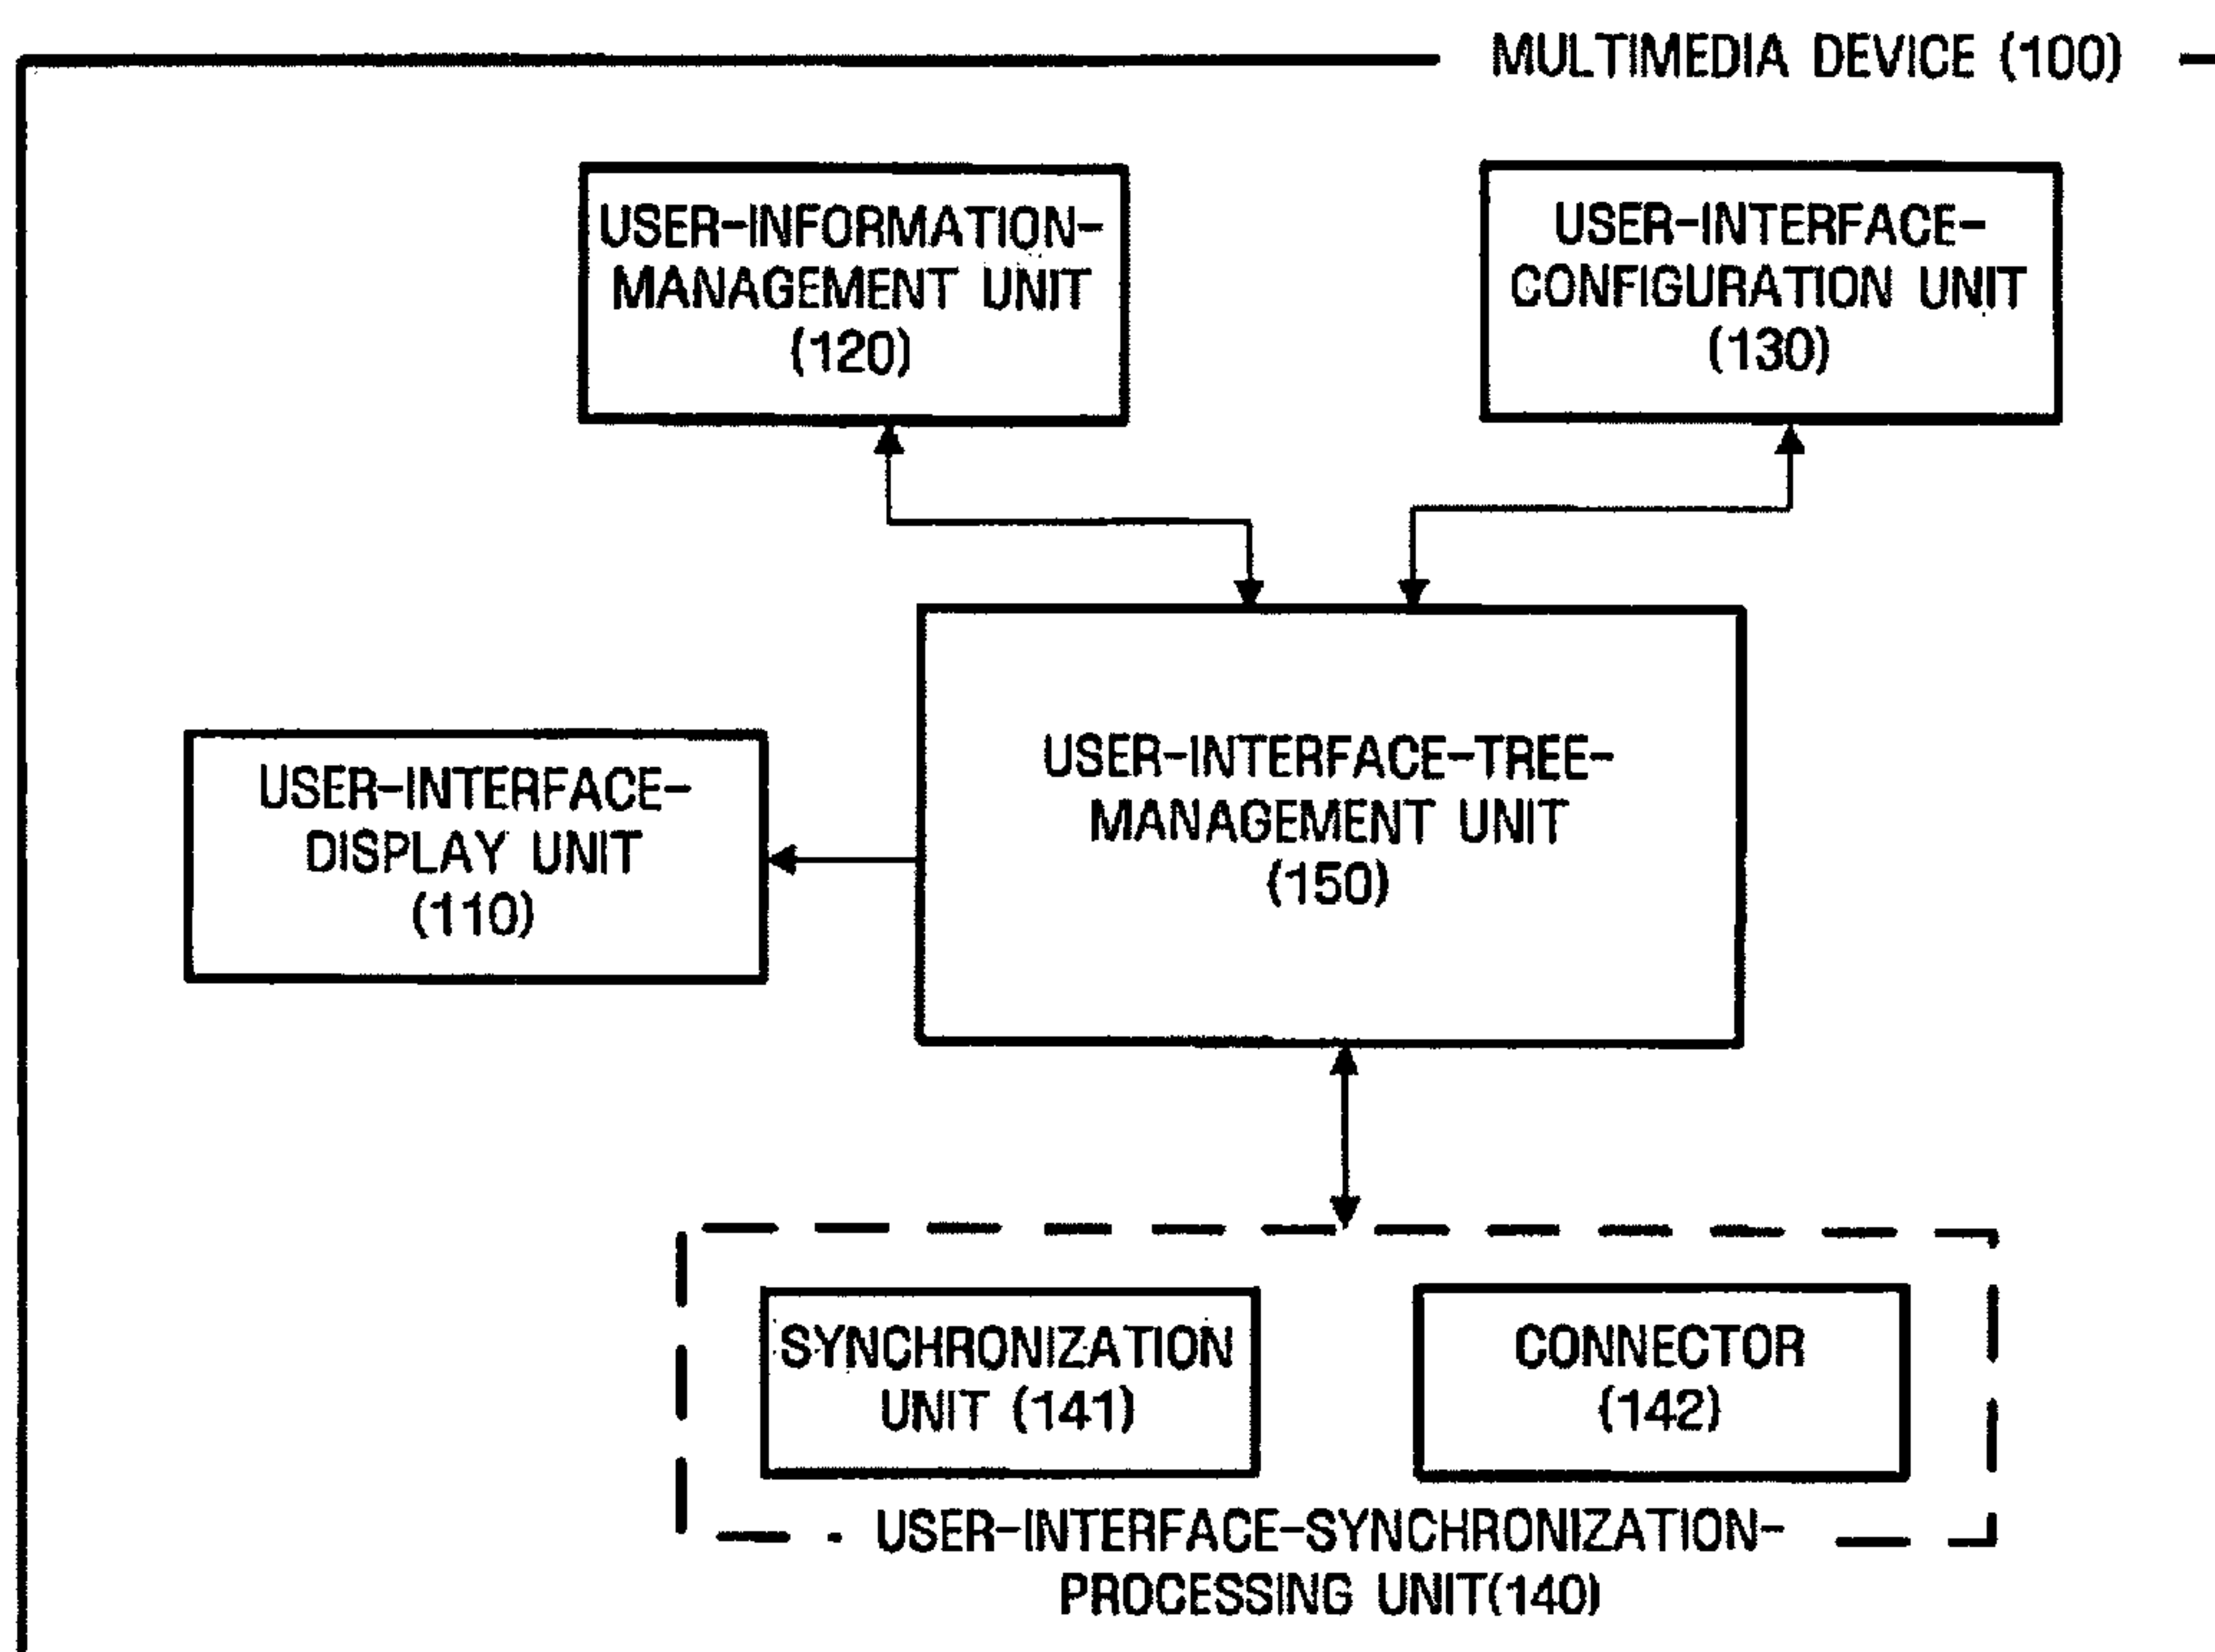 MULTIMEDIA DEVICE (100)
USER-INFORMATION-
MANAGEMENT UNIT
(120)
USER-INTERFACE-
CONFIGURATION UNIT
(130)
USER-INTERFACE-
DISPLAY UNIT
(110)
USER-INTERFACE-TREE-
MANAGEMENT UNIT
(150)
SYNCHRONIZATION
UNIT (141)
CONNECTOR
(142)
USER-INTERFACE-SYNCHRONIZATION-
PROCESSING UNIT(140)